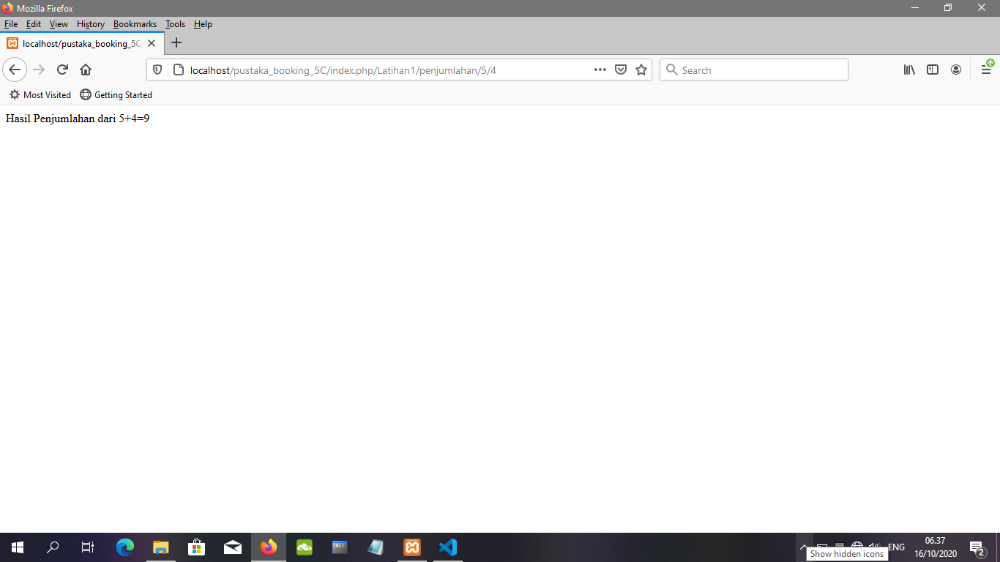 Mozilla Firefox
File Edit View History Bookmarks Tools Help
localhost/pustaka_booking_5C/
localhost/pustaka_booking_5C/index.php/Latihan1/penjumlahan/5/4
Search
Most Visited Getting Started
Hasil Penjumlahan dari 5+4=9
SQL>
ENG
06.37
16/10/2020
2
Show hidden icons